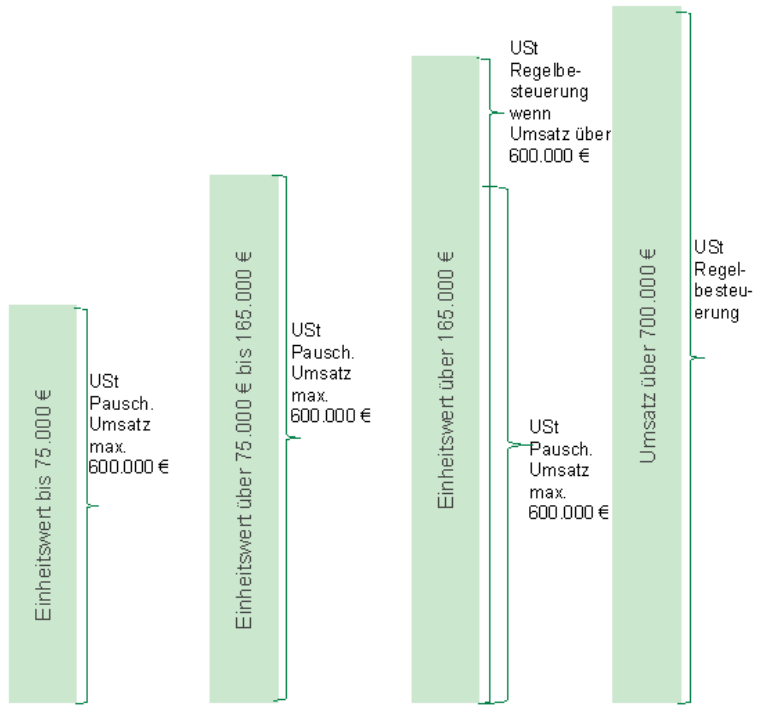 Einheitswert bis 75.000 €
USt
Pausch.
Umsatz
max.
600.000 €
Einheitswert über 75.000 € bis 165.000 €
USt
Pausch.
Umsatz
max.
600.000 €
Einheitswert über 165.000 €
USt
Regelbe-
steuerung
wenn
Umsatz über
600.000 €
USt
Pausch.
Umsatz
max.
600.000 €
Umsatz über 700.000 €
USt
Regel-
besteu-
erung